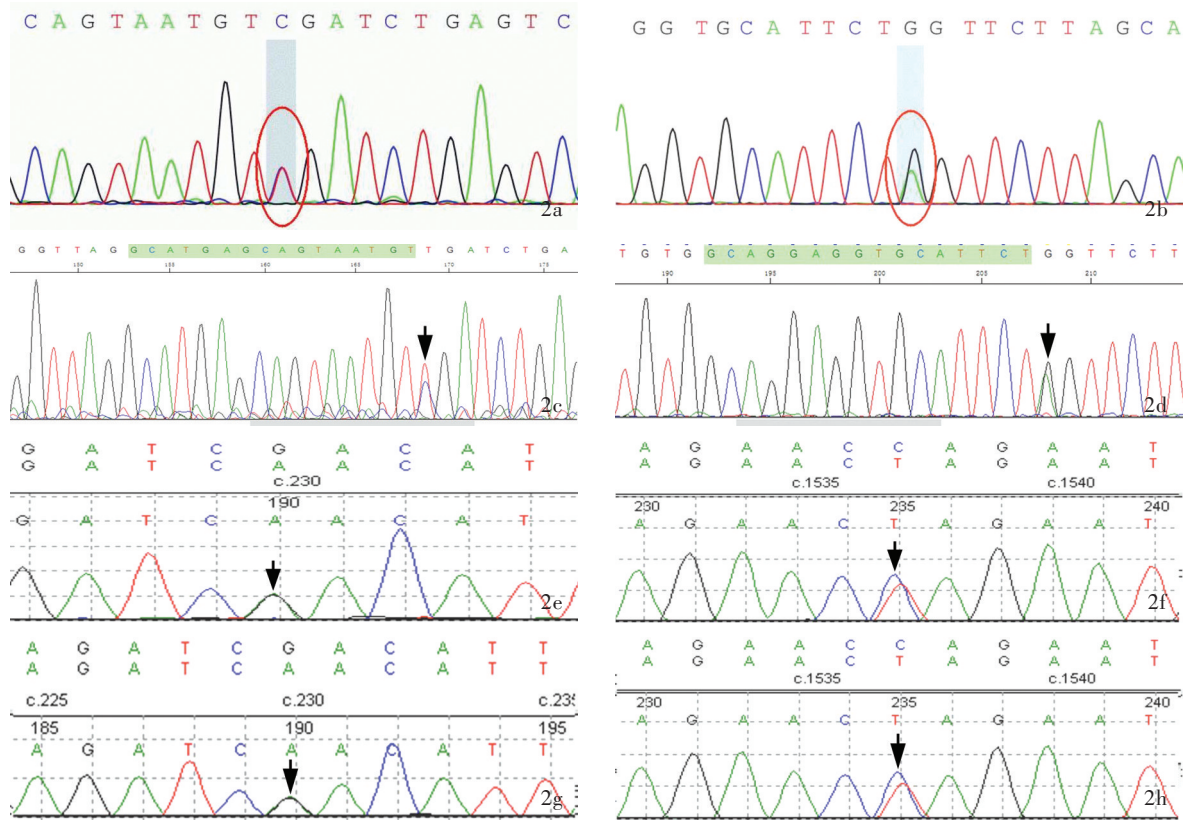 C A G T A A T G T C G A T C T G A G T C
2a
G G T G C A T T C T G G T T C T T A G C A
2b
G G T T A G G C A T G A G C A G T A A T G T T G A T C T G A
150 155 160 165 170 175
2c
T G T G G C A G G A G G T G C A T T C T G G T T C T T
190 195 200 205 210
2d
G A T C G A C A T
G A T C A A C A T
c.230
190
G A T C A A C A T
2e
A G A A C C A G A A T
A G A A C T A G A A T
c.1535 c.1540
230 235 240
A G A A C T A G A A T
2f
A G A T C G A C A T T
A G A T C A A C A T T
c.225 c.230 c.235
185 190 195
A G A T C A A C A T T
2g
A G A A C C A G A A T
A G A A C T A G A A T
c.1535 c.1540
230 235 240
A G A A C T A G A A T
2h